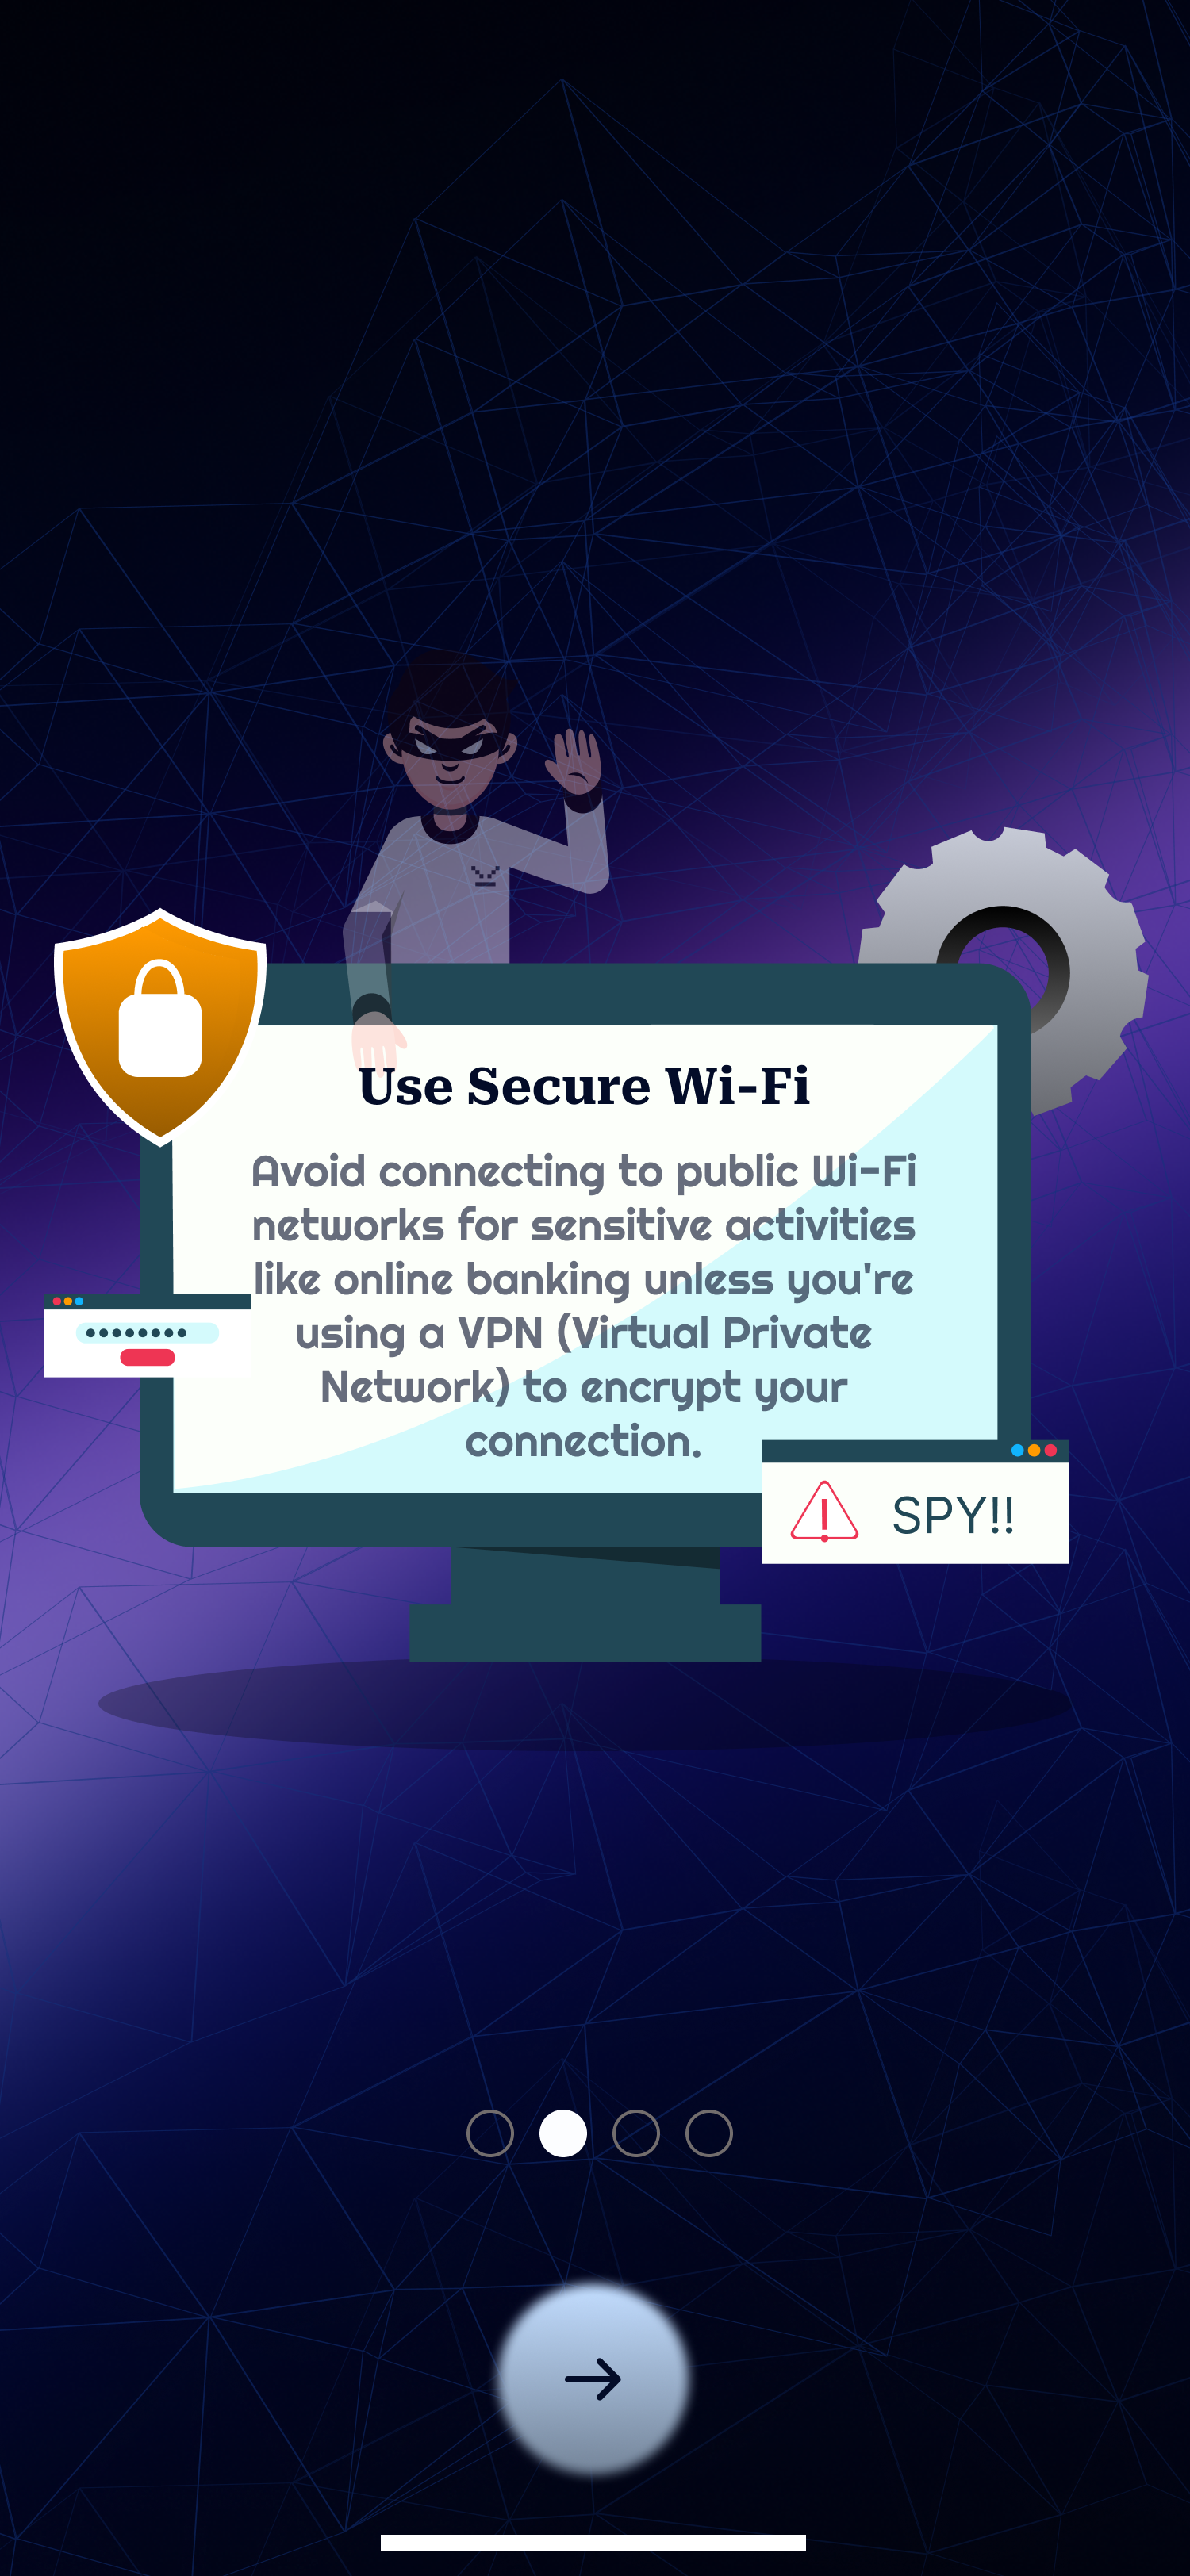 Use Secure Wi-Fi
Avoid connecting to public Wi-Fi
networks for sensitive activities
like online banking unless you're
using a VPN (Virtual Private
Network) to encrypt your
connection.
SPY!!